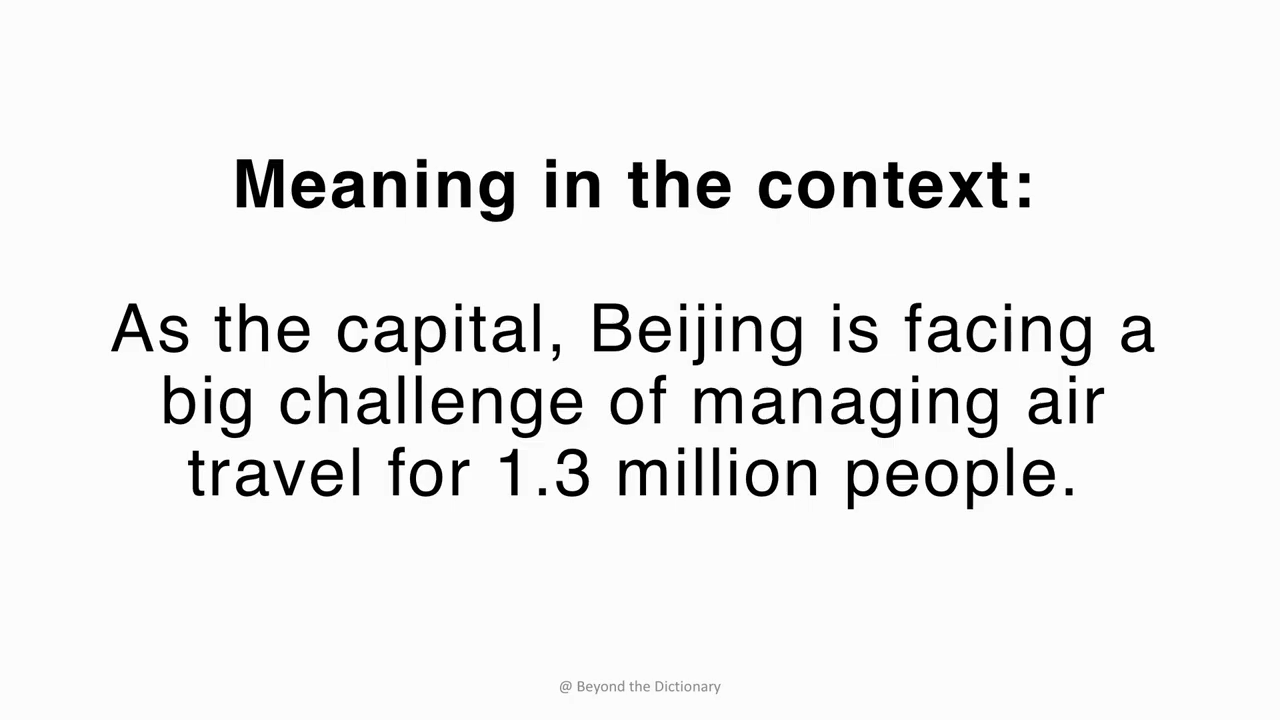 Meaning in the context:
As the capital, Beijing is facing a
big challenge of managing air
travel for 1.3 million people.
@ Beyond the Dictionary